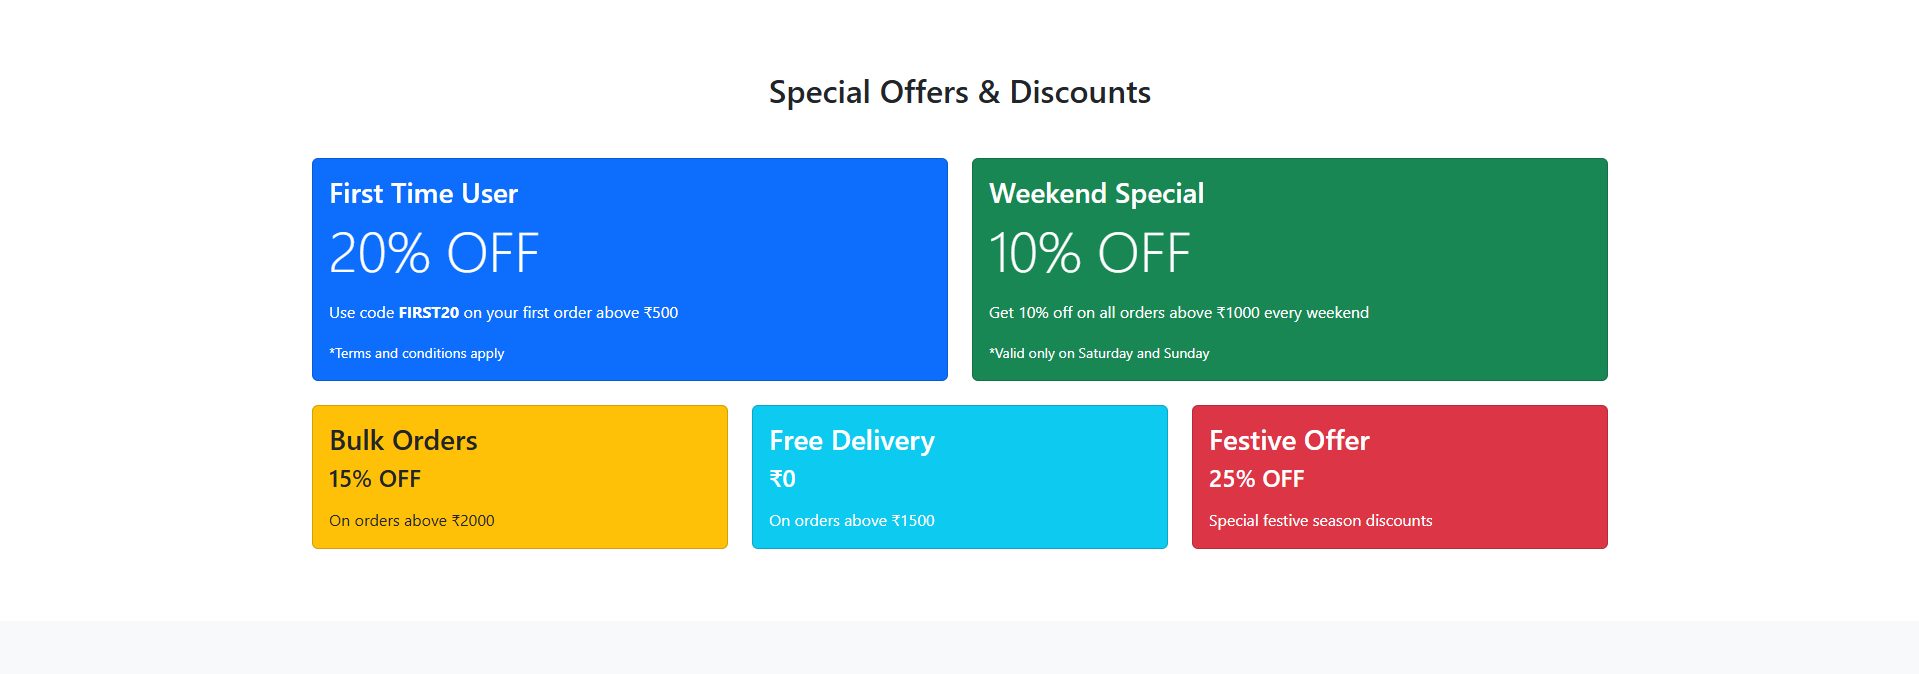 Special Offers & Discounts
First Time User
20% OFF
Use code FIRST20 on your first order above ₹500
*Terms and conditions apply
Weekend Special
10% OFF
Get 10% off on all orders above ₹1000 every weekend
*Valid only on Saturday and Sunday
Bulk Orders
15% OFF
On orders above ₹2000
Free Delivery
₹0
On orders above ₹1500
Festive Offer
25% OFF
Special festive season discounts